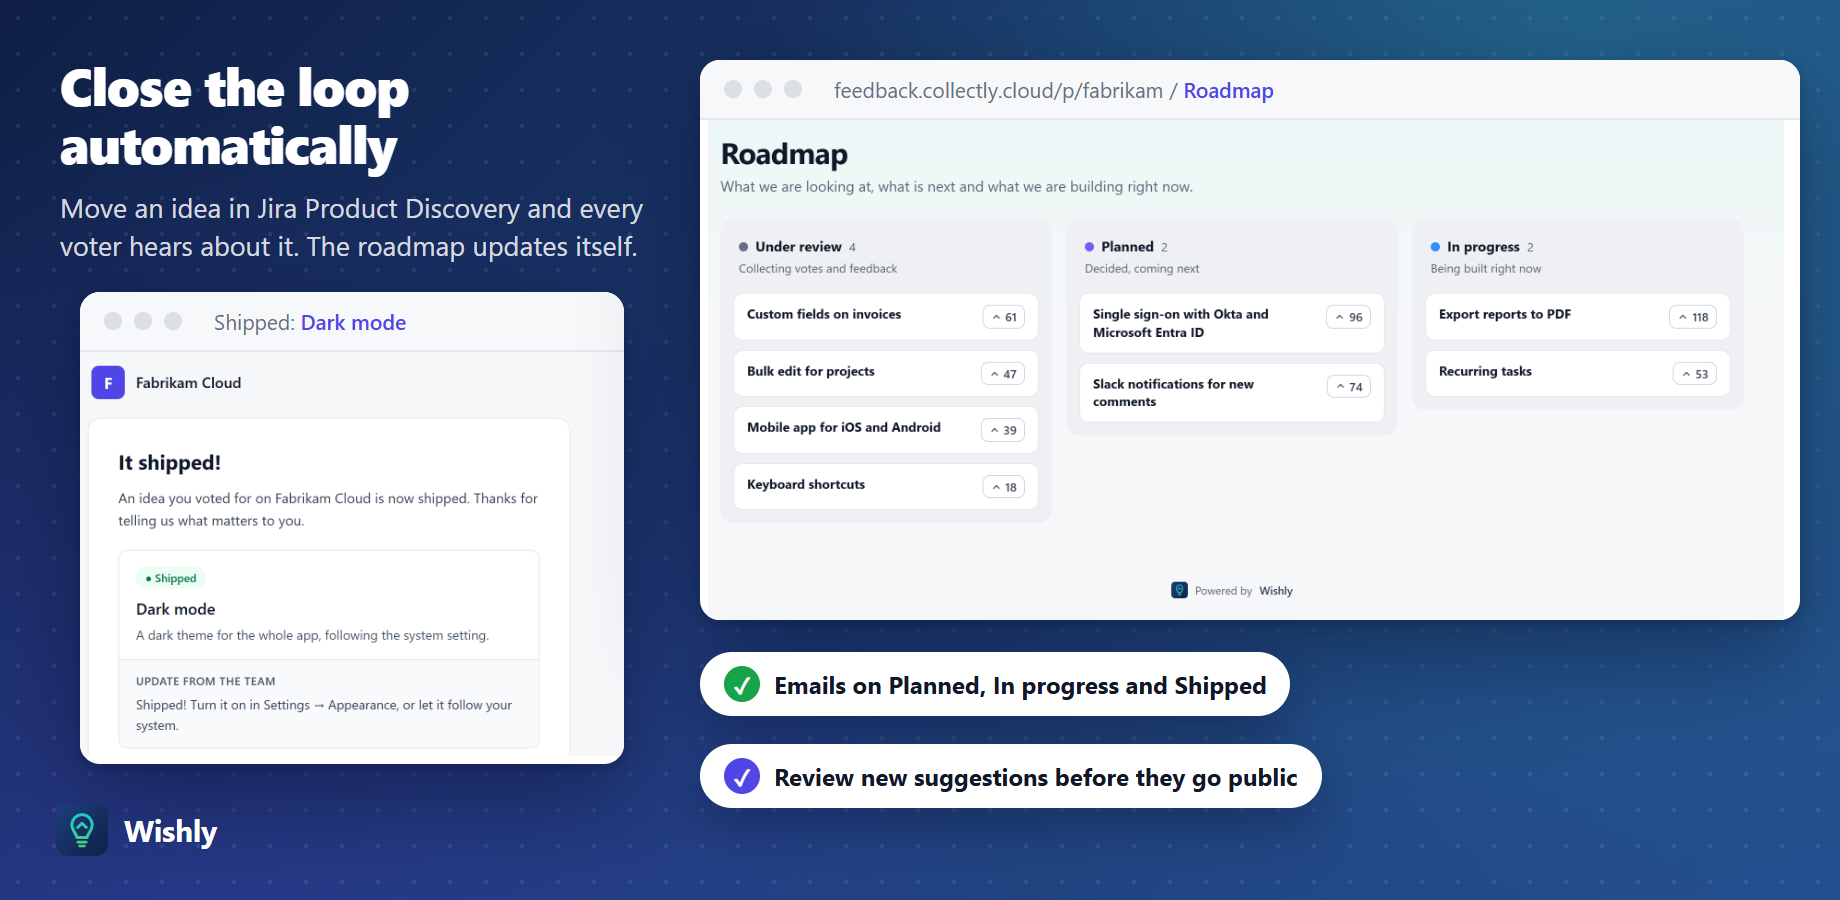 Close the loop
automatically
Move an idea in Jira Product Discovery and every
voter hears about it. The roadmap updates itself.
Shipped: Dark mode
F Fabrikam Cloud
It shipped!
An idea you voted for on Fabrikam Cloud is now shipped. Thanks for
telling us what matters to you.
Shipped
Dark mode
A dark theme for the whole app, following the system setting.
UPDATE FROM THE TEAM
Shipped! Turn it on in Settings → Appearance, or let it follow your
system.
Wishly
feedback.collectly.cloud/p/fabrikam / Roadmap
Roadmap
What we are looking at, what is next and what we are building right now.
Under review 4
Collecting votes and feedback
Custom fields on invoices 61
Bulk edit for projects 47
Mobile app for iOS and Android 39
Keyboard shortcuts 18
Planned 2
Decided, coming next
Single sign-on with Okta and
Microsoft Entra ID 96
Slack notifications for new
comments 74
In progress 2
Being built right now
Export reports to PDF 118
Recurring tasks 53
Powered by Wishly
Emails on Planned, In progress and Shipped
Review new suggestions before they go public